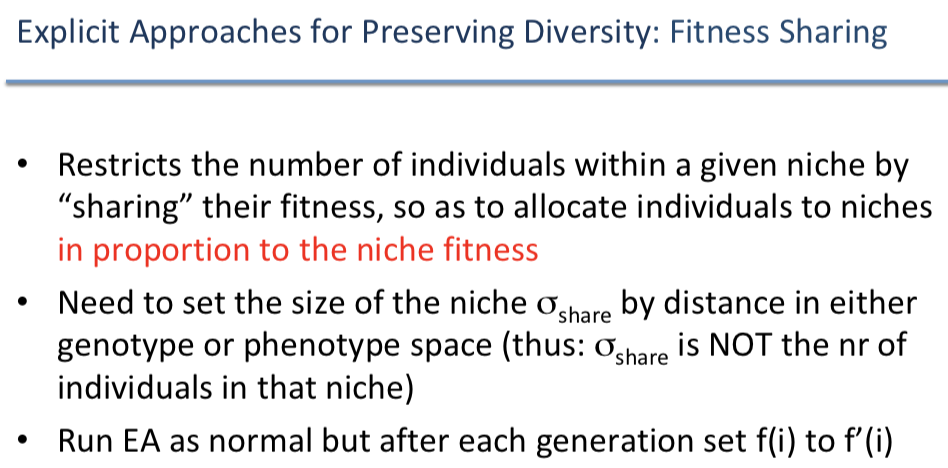 Explicit Approaches for Preserving Diversity: Fitness Sharing
• Restricts the number of individuals within a given niche by
“sharing” their fitness, so as to allocate individuals to niches
in proportion to the niche fitness
• Need to set the size of the niche σshare by distance in either
genotype or phenotype space (thus: σshare is NOT the nr of
individuals in that niche)
• Run EA as normal but after each generation set f(i) to f′(i)